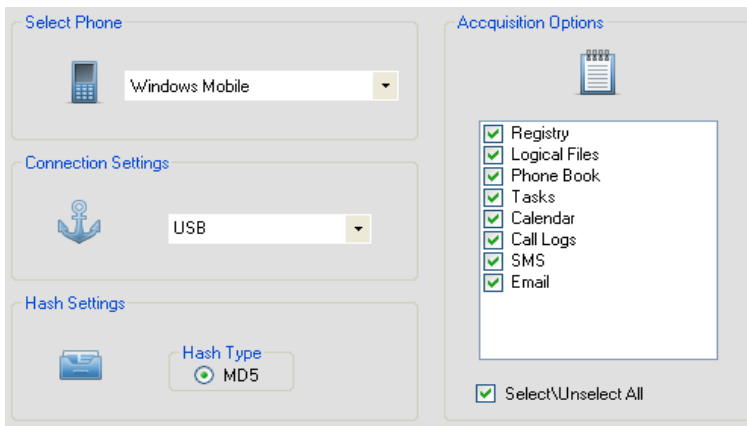 Select Phone
Windows Mobile
Connection Settings
USB
Hash Settings
Hash Type
MD5
Accquisition Options
Registry
Logical Files
Phone Book
Tasks
Calendar
Call Logs
SMS
Email
Select\Unselect All